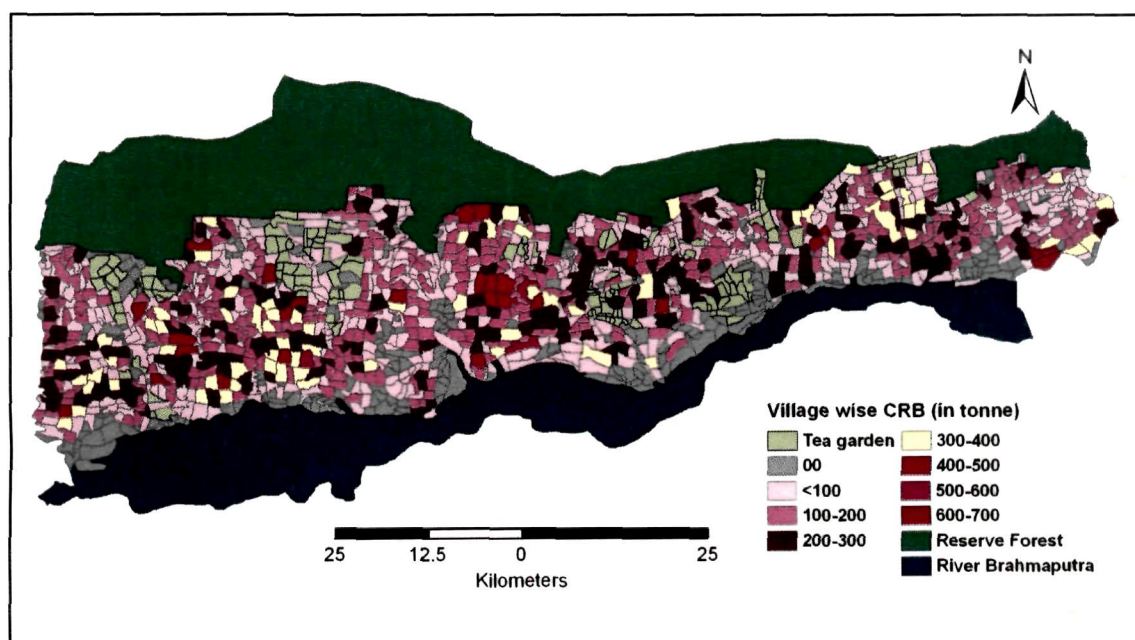 N
Village wise CRB (in tonne)
Tea garden
00
<100
100-200
200-300
300-400
400-500
500-600
600-700
Reserve Forest
River Brahmaputra
25 12.5 0 25
Kilometers